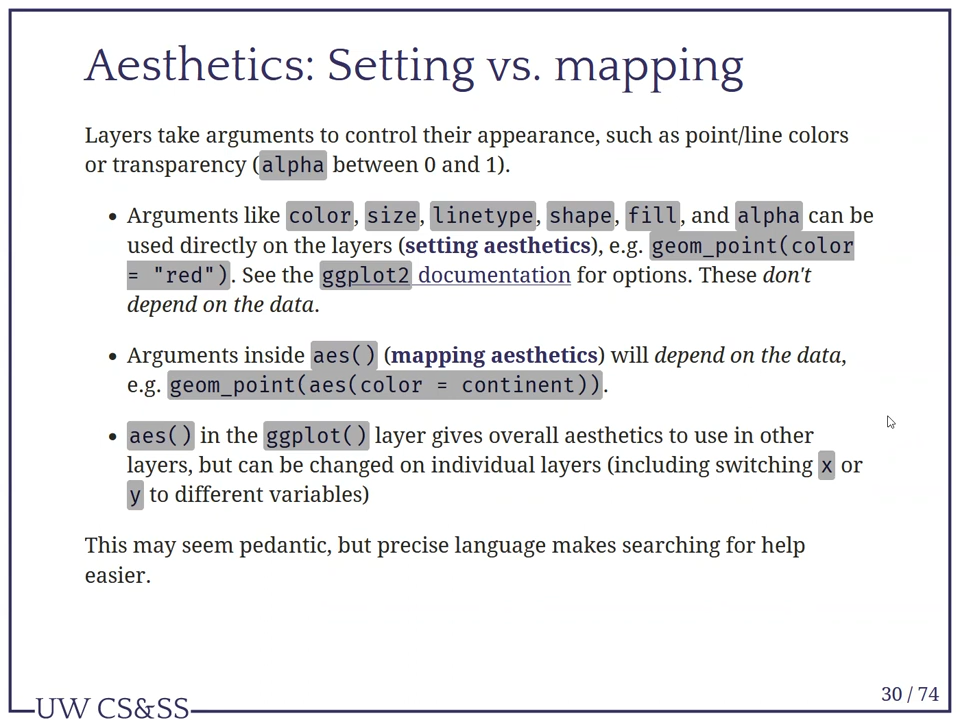 Aesthetics: Setting vs. mapping
Layers take arguments to control their appearance, such as point/line colors
or transparency (alpha between 0 and 1).
• Arguments like color, size, linetype, shape, fill, and alpha can be
used directly on the layers (setting aesthetics), e.g. geom_point(color
= "red"). See the ggplot2 documentation for options. These don't
depend on the data.
• Arguments inside aes() (mapping aesthetics) will depend on the data,
e.g. geom_point(aes(color = continent)).
• aes() in the ggplot() layer gives overall aesthetics to use in other
layers, but can be changed on individual layers (including switching x or
y to different variables)
This may seem pedantic, but precise language makes searching for help
easier.
30 / 74
UW CS&SS